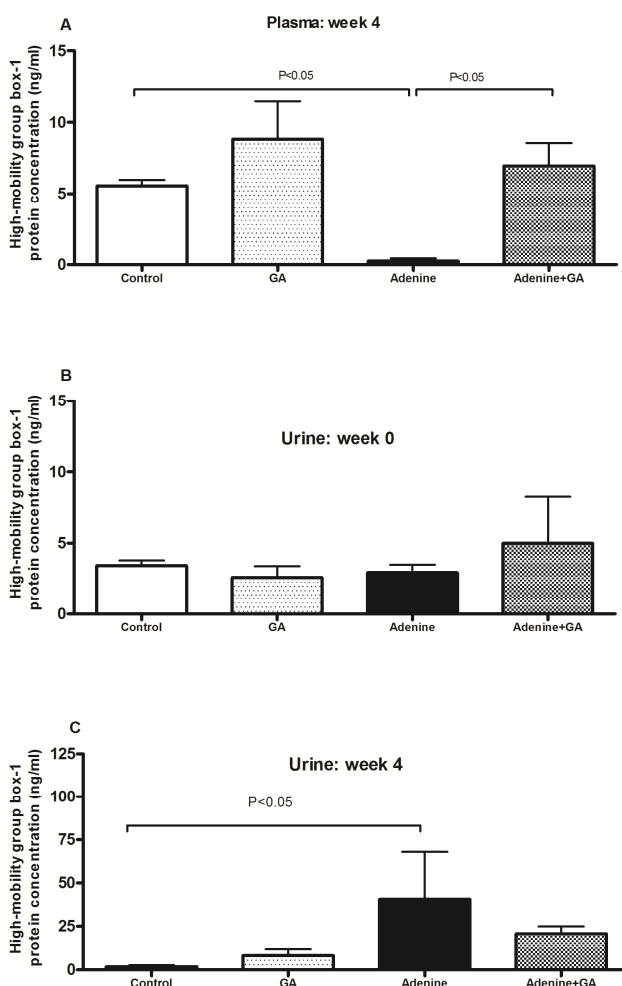 A
Plasma: week 4
High-mobility group box-1
protein concentration (ng/ml)
15
10
5
0
P<0.05
P<0.05
Control
GA
Adenine
Adenine+GA
B
Urine: week 0
High-mobility group box-1
protein concentration (ng/ml)
15
10
5
0
Control
GA
Adenine
Adenine+GA
C
Urine: week 4
High-mobility group box-1
protein concentration (ng/ml)
125
100
75
50
25
0
P<0.05
Control
GA
Adenine
Adenine+GA